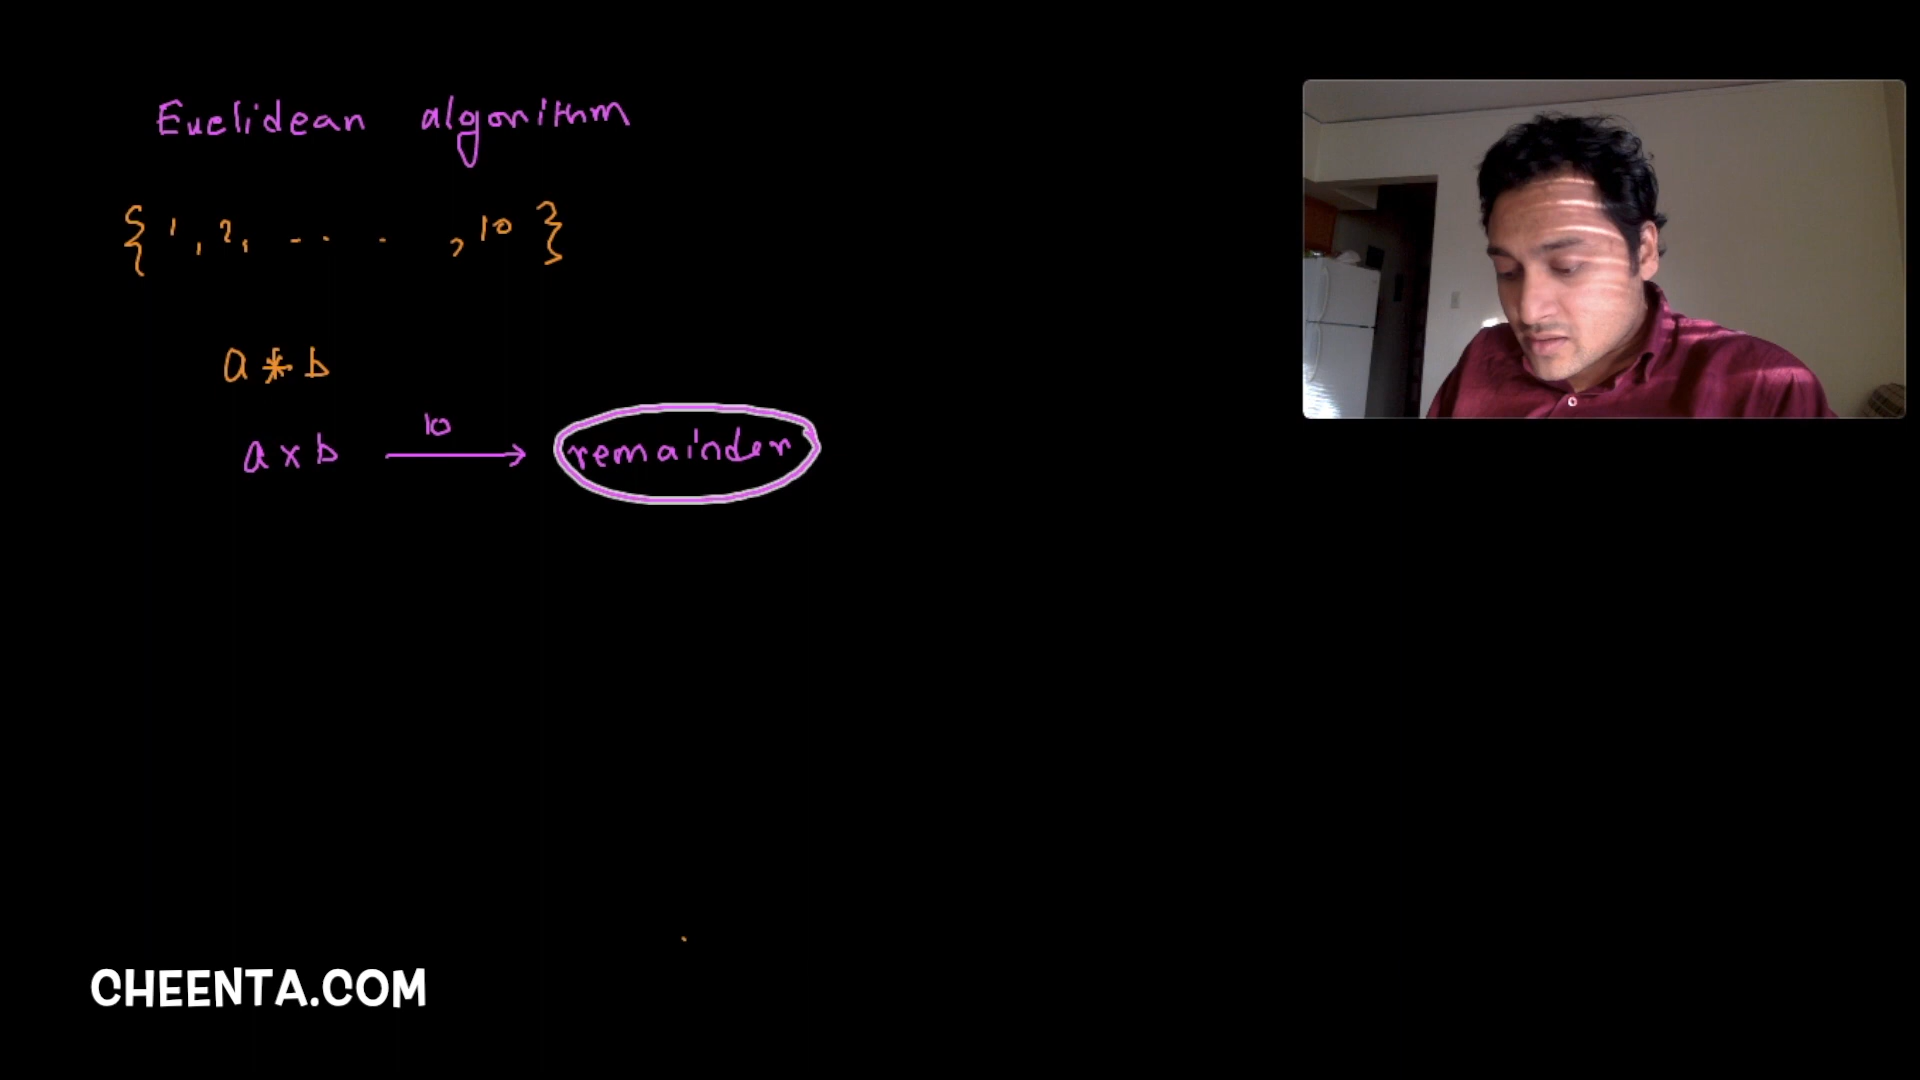 Euclidean algorithm
{ 1, 2, - - . . , 10 }
a * b
a x b 10 → remainder
CHEENTA.COM